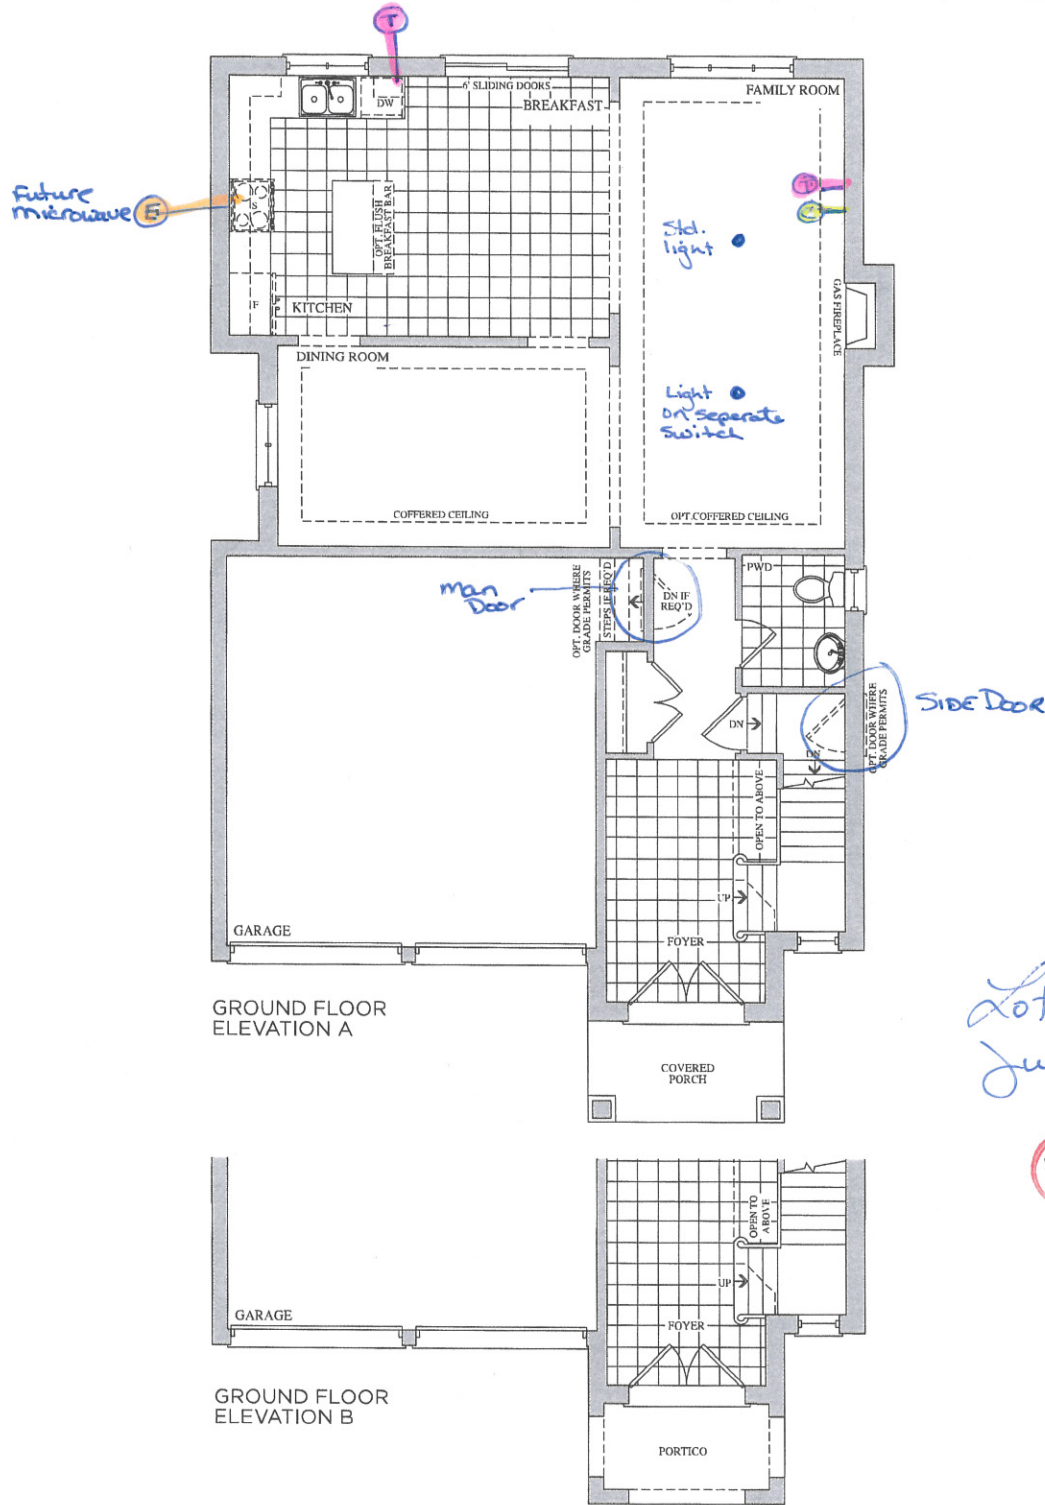 T
6' SLIDING DOORS
FAMILY ROOM
BREAKFAST
DW
Future
microwave
E
S
OPT. FLUSH
BREAKFAST BAR
T
Std.
light
F
KITCHEN
GAS FIREPLACE
DINING ROOM
Light
on seperate
switch
COFFERED CEILING
OPT.COFFERED CEILING
man
Door
OPT. DOOR WHERE
GRADE PERMITS
STEPS IF REQ'D
DN IF
REQ'D
PWD
SIDE DOOR
OPT. DOOR WHERE
GRADE PERMITS
DN
DN
OPEN TO ABOVE
UP
GARAGE
FOYER
GROUND FLOOR
ELEVATION A
COVERED
PORCH
OPEN TO
ABOVE
UP
GARAGE
FOYER
GROUND FLOOR
ELEVATION B
PORTICO